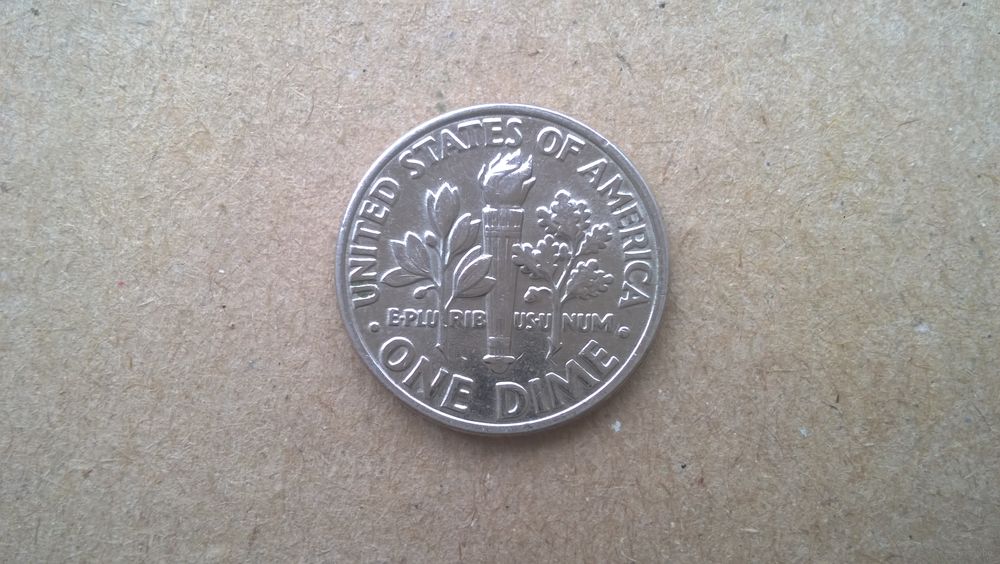 UNITED STATES OF AMERICA
E·PLURIBUS·UNUM
· ONE DIME ·